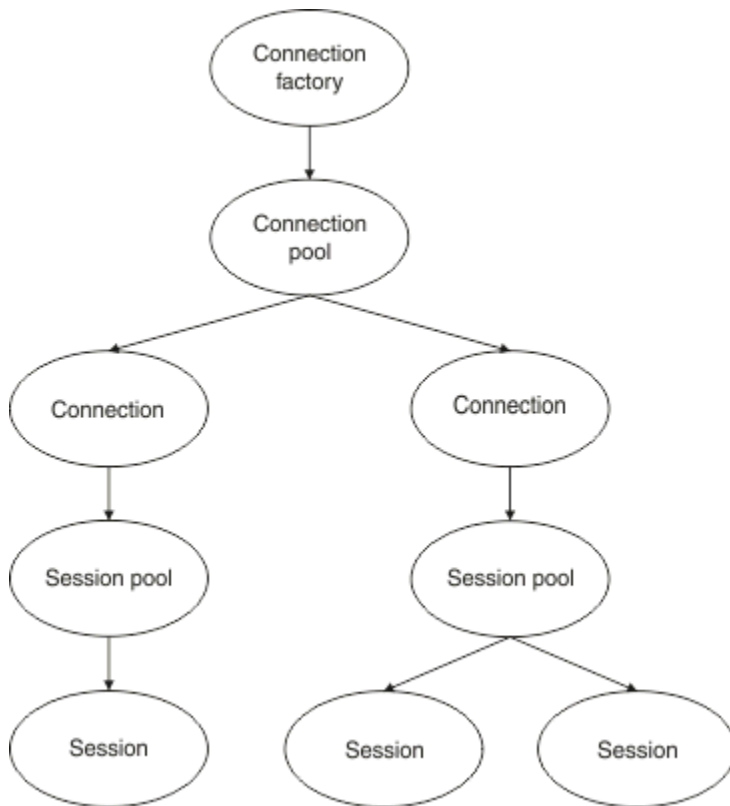 Connection
factory
Connection
pool
Connection
Connection
Session pool
Session pool
Session
Session
Session